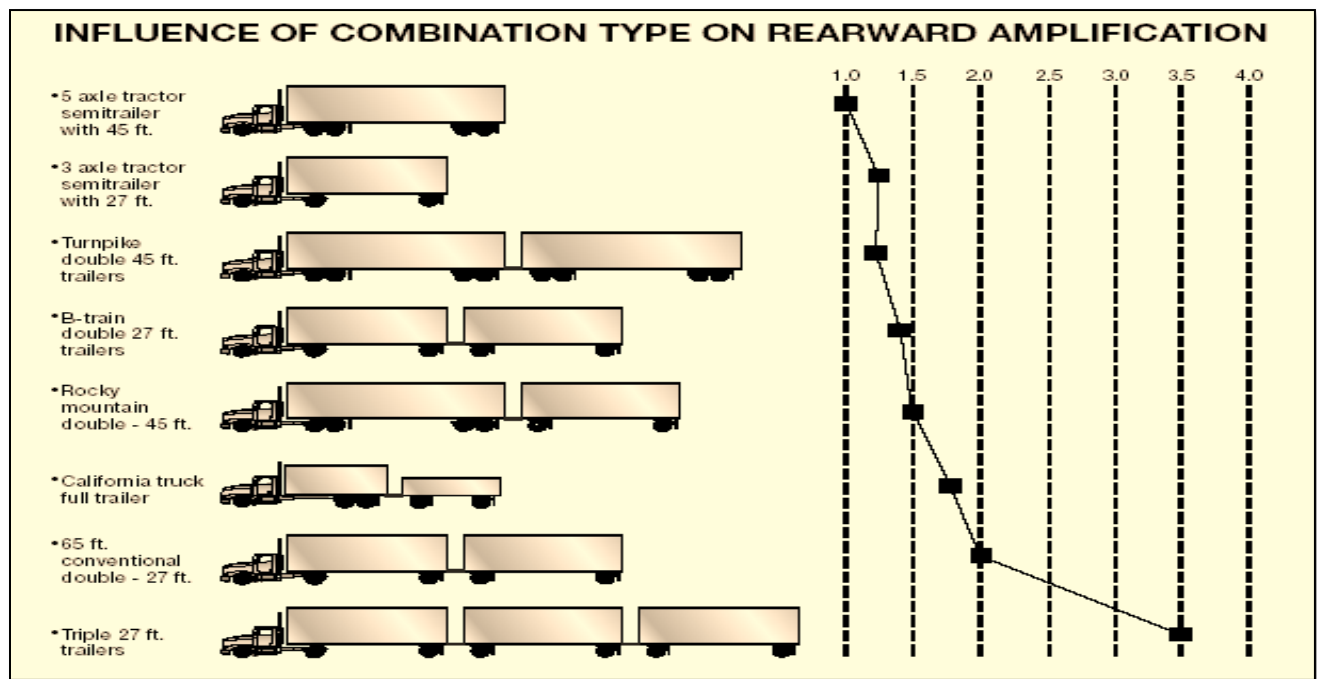 INFLUENCE OF COMBINATION TYPE ON REARWARD AMPLIFICATION
1.0 1.5 2.0 2.5 3.0 3.5 4.0
•5 axle tractor
semitrailer
with 45 ft.
•3 axle tractor
semitrailer
with 27 ft.
•Turnpike
double 45 ft.
trailers
•B-train
double 27 ft.
trailers
•Rocky
mountain
double - 45 ft.
•California truck
full trailer
•65 ft.
conventional
double - 27 ft.
•Triple 27 ft.
trailers